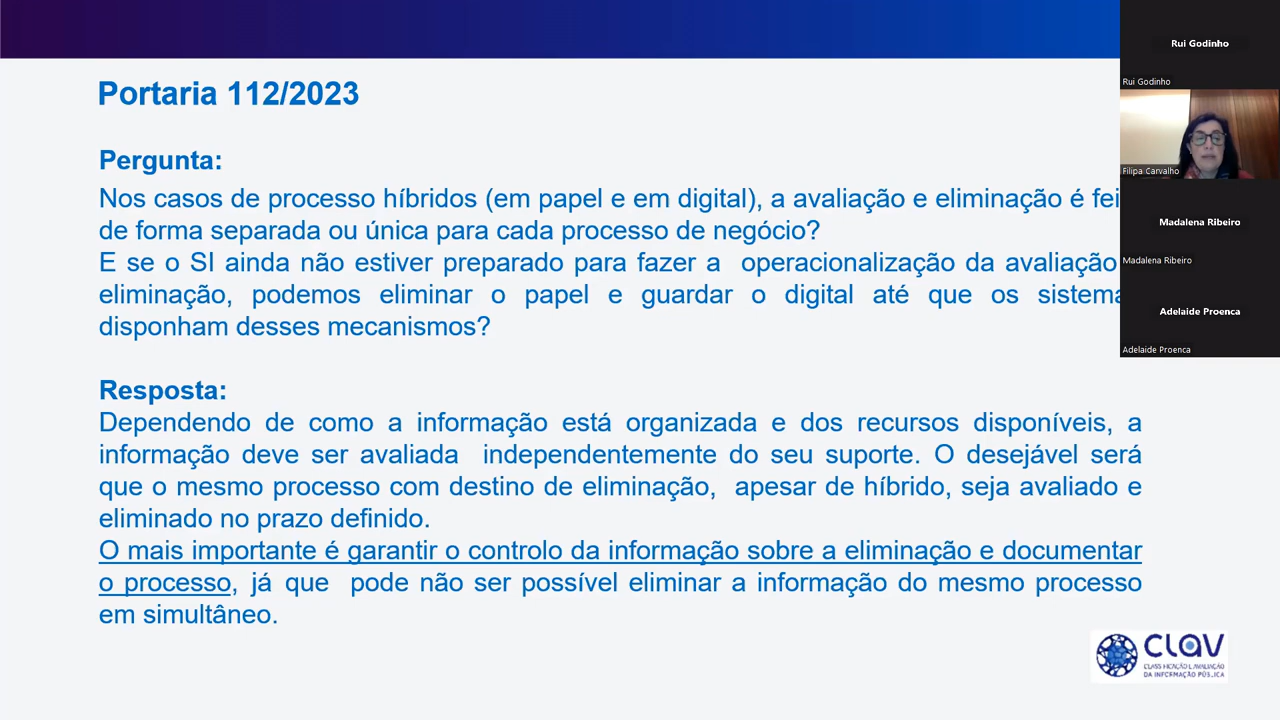 Portaria 112/2023
Pergunta:
Nos casos de processo híbridos (em papel e em digital), a avaliação e eliminação é fei
de forma separada ou única para cada processo de negócio?
E se o SI ainda não estiver preparado para fazer a operacionalização da avaliação
eliminação, podemos eliminar o papel e guardar o digital até que os sistema
disponham desses mecanismos?
Resposta:
Dependendo de como a informação está organizada e dos recursos disponíveis, a
informação deve ser avaliada independentemente do seu suporte. O desejável será
que o mesmo processo com destino de eliminação, apesar de híbrido, seja avaliado e
eliminado no prazo definido.
O mais importante é garantir o controlo da informação sobre a eliminação e documentar
o processo, já que pode não ser possível eliminar a informação do mesmo processo
em simultâneo.
Rui Godinho
Rui Godinho
Filipa Carvalho
Madalena Ribeiro
Madalena Ribeiro
Adelaide Proenca
Adelaide Proenca
CLAV
CLASSIFICAÇÃO E AVALIAÇÃO
DA INFORMAÇÃO PÚBLICA